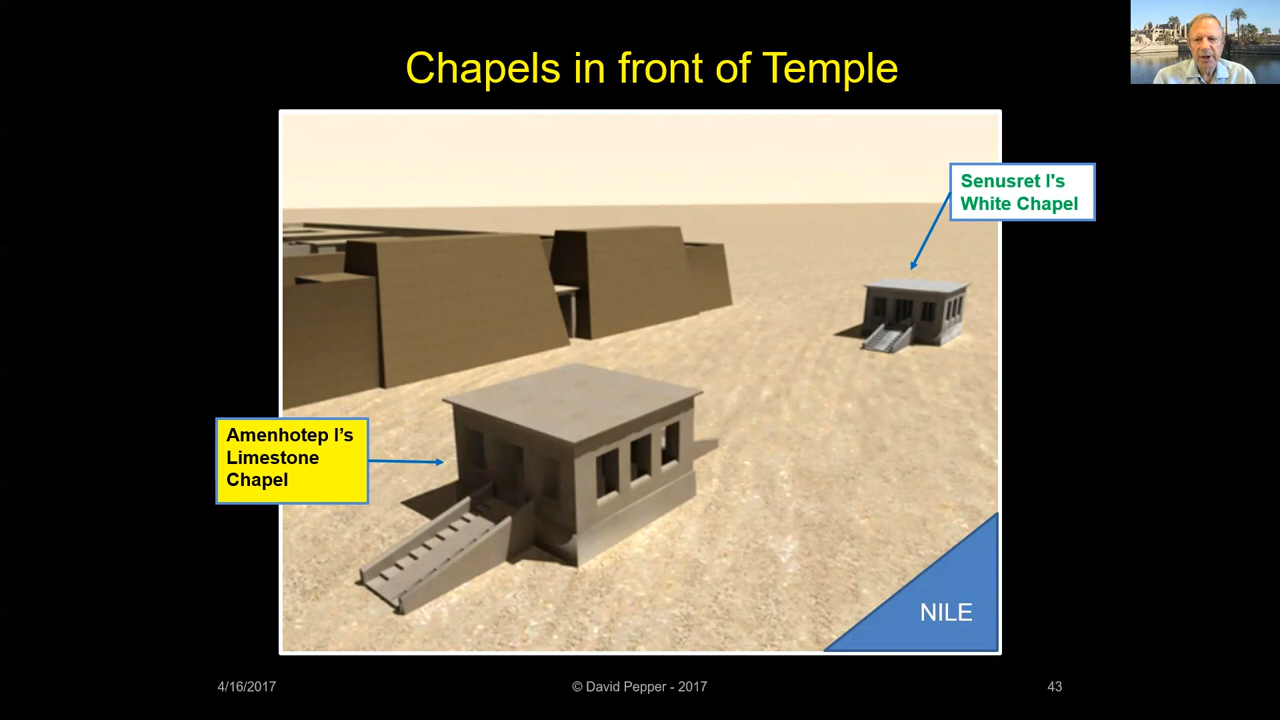 Chapels in front of Temple
Senusret I's
White Chapel
Amenhotep I’s
Limestone
Chapel
NILE
4/16/2017
© David Pepper - 2017
43